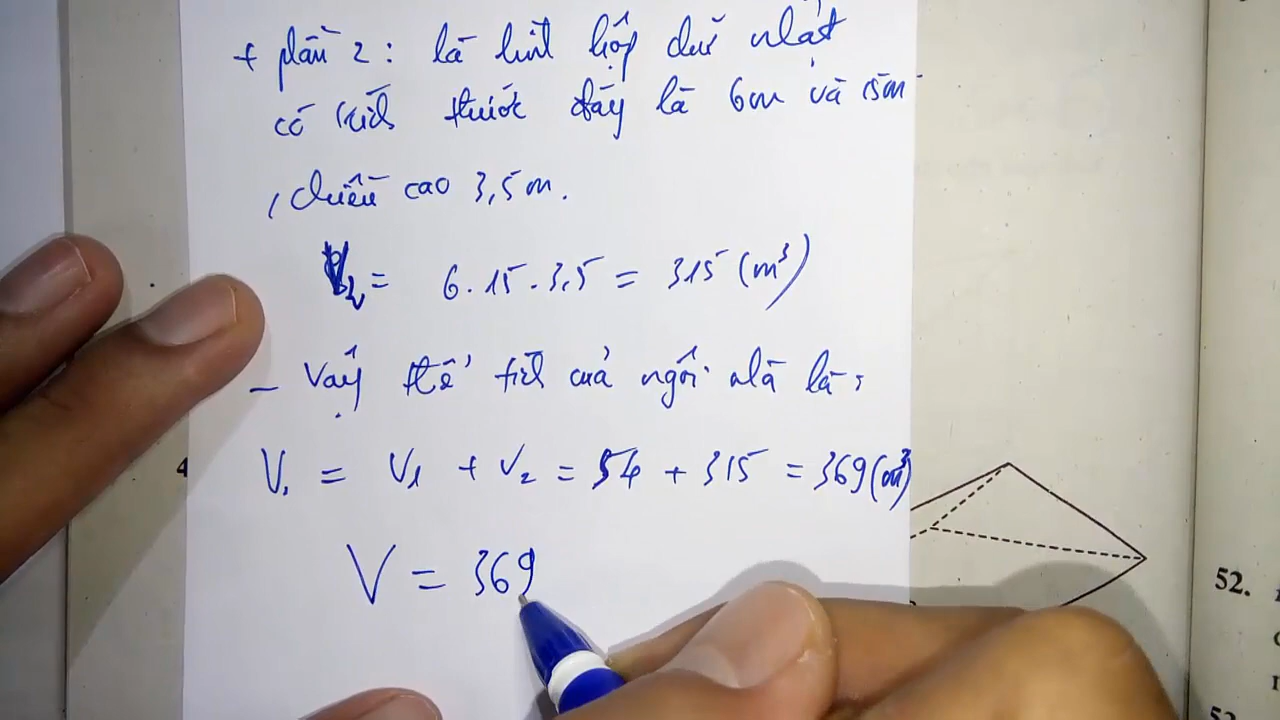 + phần 2: là hình hộp chữ nhật
có kích thước đáy là 6m và 15m
, chiều cao 3,5m.
V2 = 6.15.3,5 = 315 (m³)
- Vậy thể tích của ngôi nhà là:
V. = V1 + V2 = 54 + 315 = 369 (m³)
4
V = 369
52.